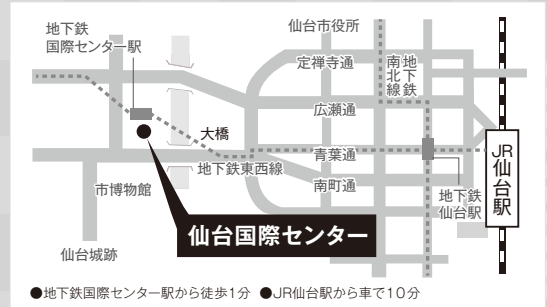 地下鉄
国際センター駅
仙台市役所
定禅寺通
地下鉄
南北線
広瀬通
大橋
青葉通
地下鉄東西線
南町通
市博物館
地下鉄
仙台駅
JR仙台駅
仙台国際センター
仙台城跡
●地下鉄国際センター駅から徒歩1分 ●JR仙台駅から車で10分